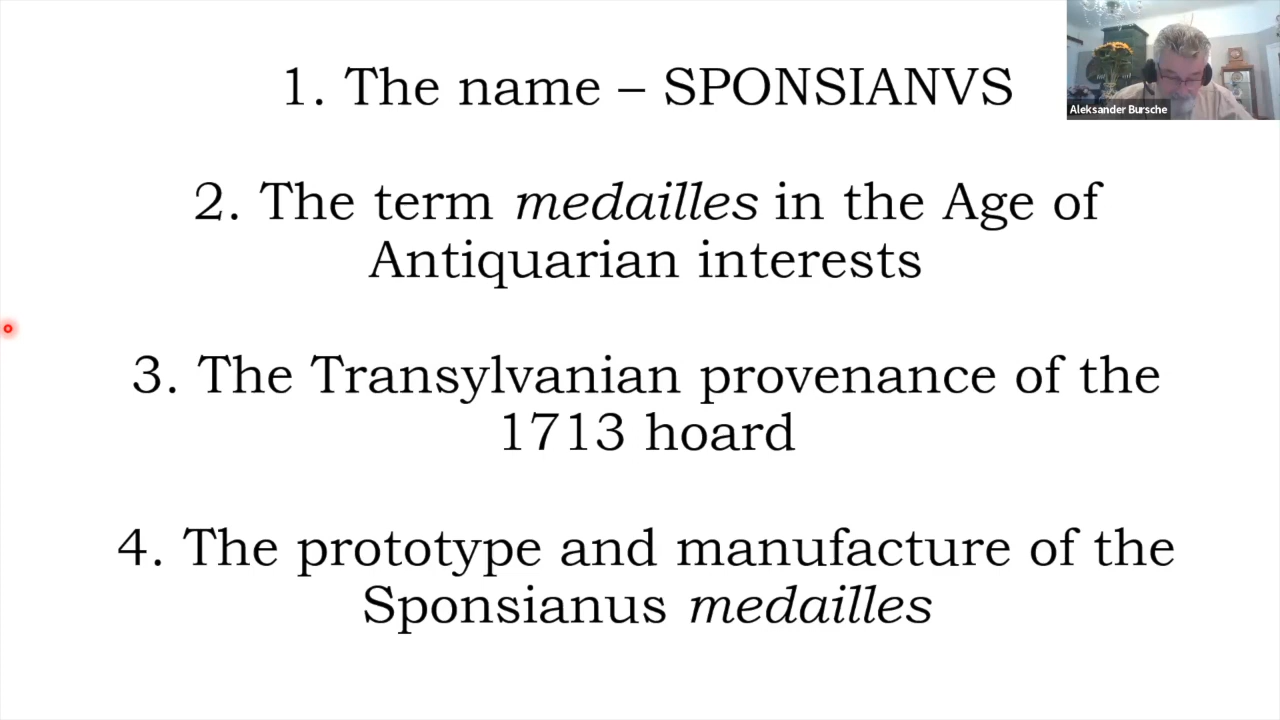 1. The name – SPONSIANVS
Aleksander Bursche
2. The term medailles in the Age of
Antiquarian interests
3. The Transylvanian provenance of the
1713 hoard
4. The prototype and manufacture of the
Sponsianus medailles